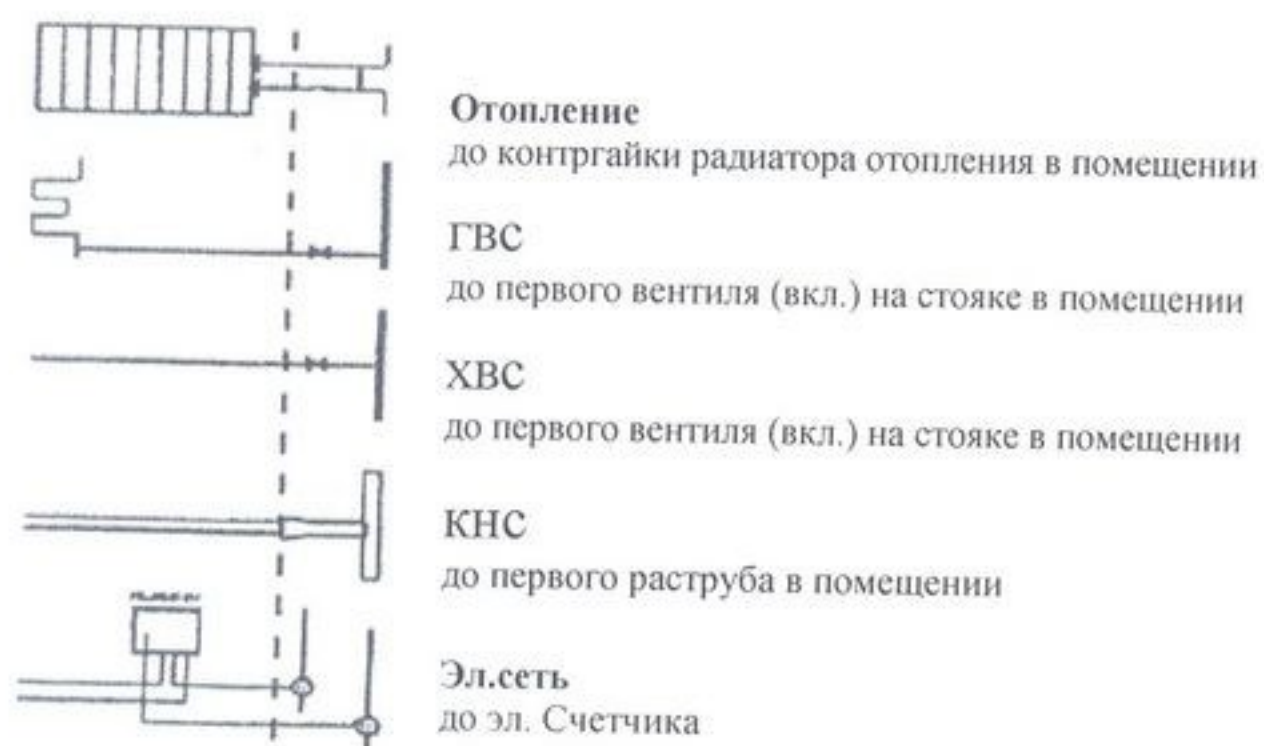 Отопление
до контргайки радиатора отопления в помещении
ГВС
до первого вентиля (вкл.) на стояке в помещении
ХВС
до первого вентиля (вкл.) на стояке в помещении
КНС
до первого раструба в помещении
Эл.сеть
до эл. Счетчика